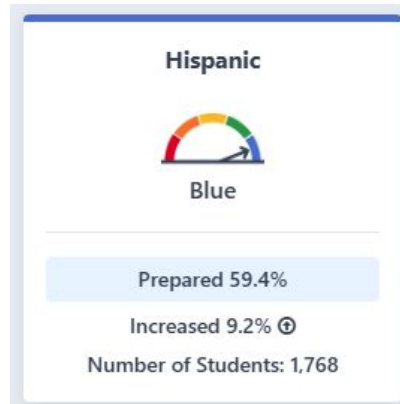 Hispanic
Blue
Prepared 59.4%
Increased 9.2%
Number of Students: 1,768